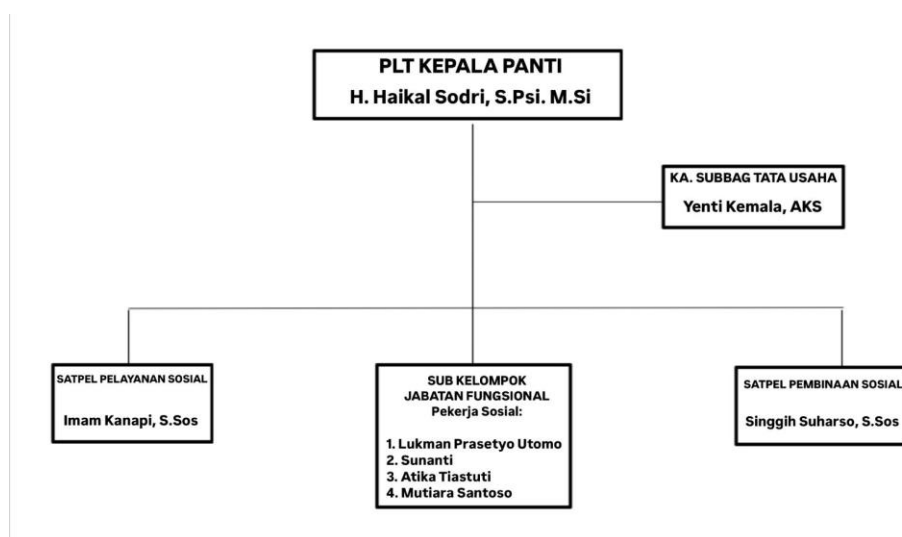 PLT KEPALA PANTI
H. Haikal Sodri, S.Psi. M.Si
KA. SUBBAG TATA USAHA
Yenti Kemala, AKS
SATPEL PELAYANAN SOSIAL
Imam Kanapi, S.Sos
SUB KELOMPOK
JABATAN FUNGSIONAL
Pekerja Sosial:
1. Lukman Prasetyo Utomo
2. Sunanti
3. Atika Tiastuti
4. Mutiara Santoso
SATPEL PEMBINAAN SOSIAL
Singgih Suharso, S.Sos